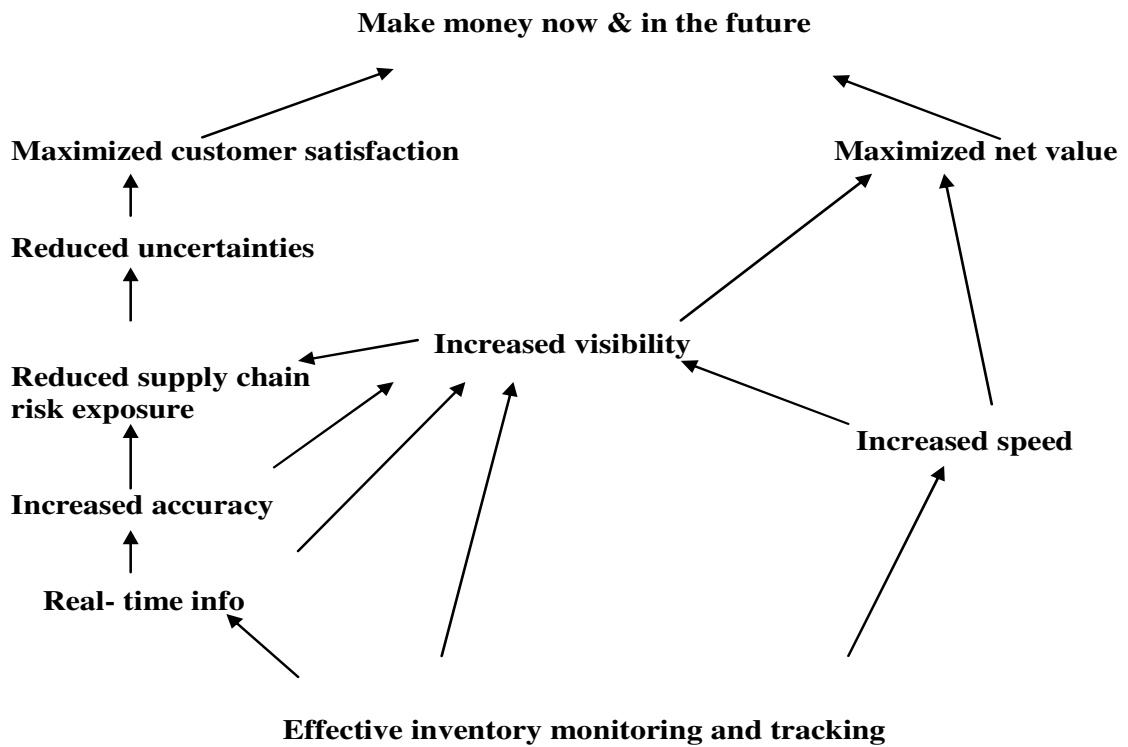 Make money now & in the future
Maximized customer satisfaction
Maximized net value
Reduced uncertainties
Increased visibility
Reduced supply chain
risk exposure
Increased speed
Increased accuracy
Real- time info
Effective inventory monitoring and tracking